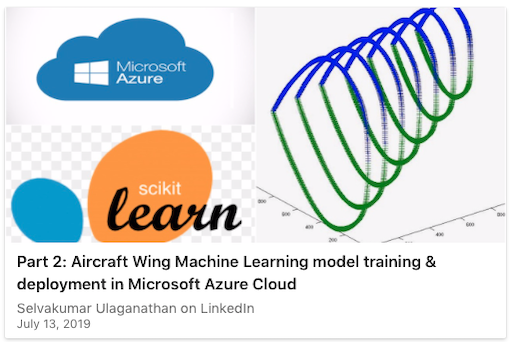 Microsoft
Azure
scikit
learn
Part 2: Aircraft Wing Machine Learning model training &
deployment in Microsoft Azure Cloud
Selvakumar Ulaganathan on LinkedIn
July 13, 2019